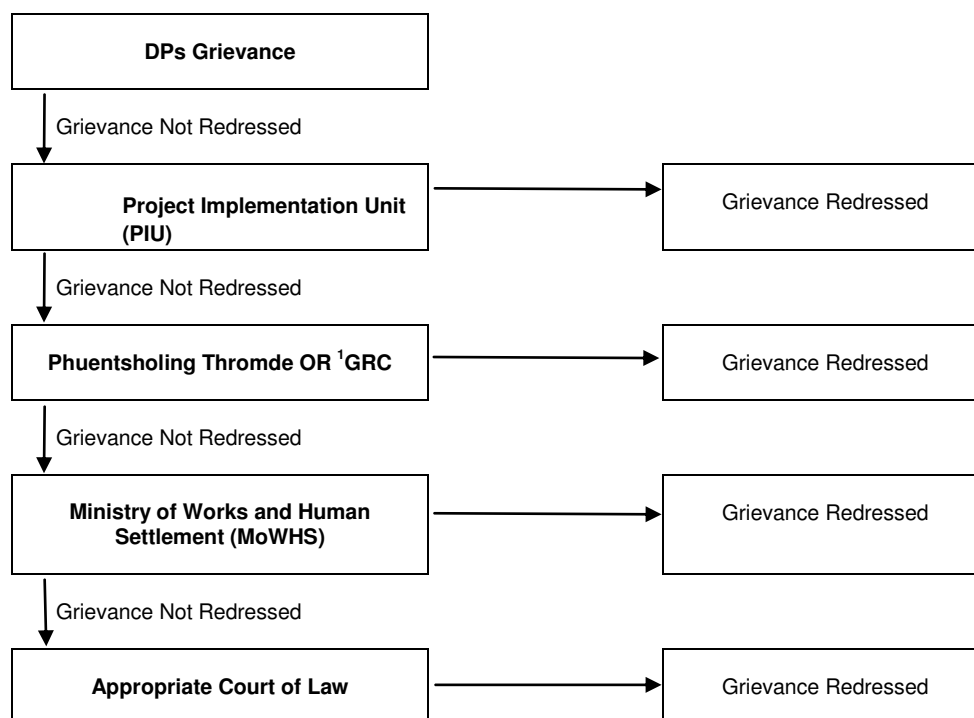 DPs Grievance
Grievance Not Redressed
Project Implementation Unit
(PIU)
Grievance Redressed
Grievance Not Redressed
Phuentsholing Thromde OR ¹GRC
Grievance Redressed
Grievance Not Redressed
Ministry of Works and Human
Settlement (MoWHS)
Grievance Redressed
Grievance Not Redressed
Appropriate Court of Law
Grievance Redressed